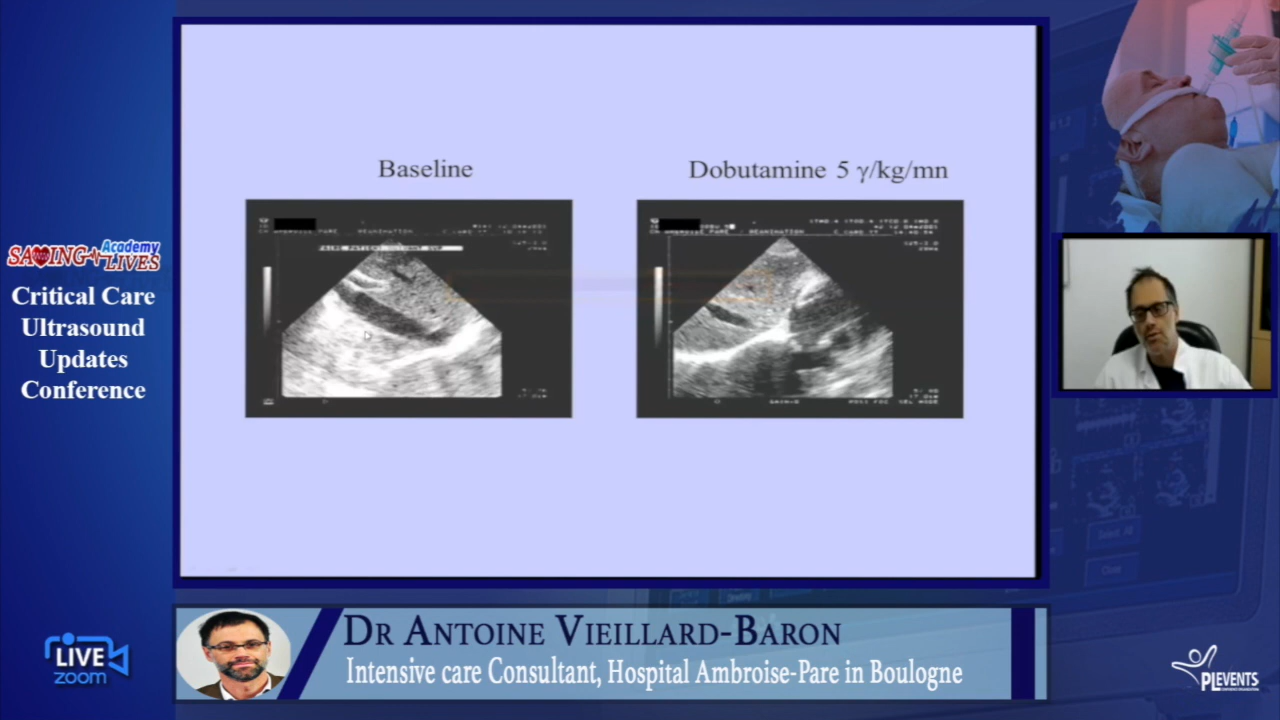 Baseline
Dobutamine 5 γ/kg/mn
SAVING LIVES Academy
Critical Care
Ultrasound
Updates
Conference
LIVE
zoom
DR ANTOINE VIEILLARD-BARON
Intensive care Consultant, Hospital Ambroise-Pare in Boulogne
PLEVENTS